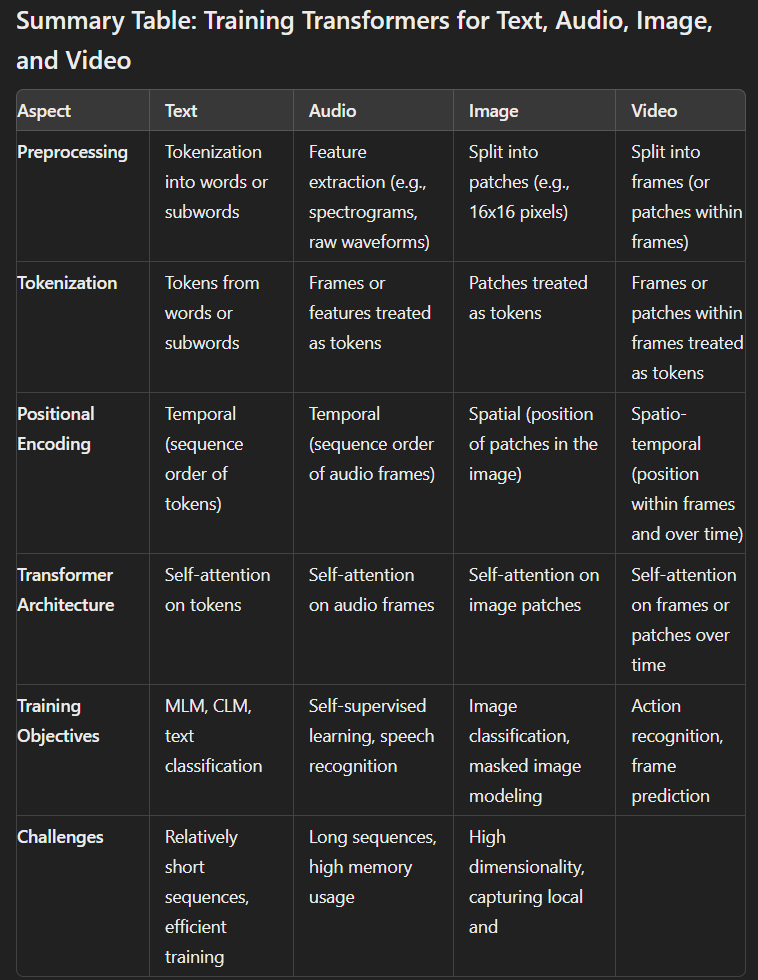 Summary Table: Training Transformers for Text, Audio, Image,
and Video
Aspect Text Audio Image Video
Preprocessing
Tokenization
into words or
subwords
Feature
extraction (e.g.,
spectrograms,
raw waveforms)
Split into
patches (e.g.,
16x16 pixels)
Split into
frames (or
patches within
frames)
Tokenization
Tokens from
words or
subwords
Frames or
features treated
as tokens
Patches treated
as tokens
Frames or
patches within
frames treated
as tokens
Positional
Encoding
Temporal
(sequence
order of
tokens)
Temporal
(sequence order
of audio frames)
Spatial (position
of patches in the
image)
Spatio-
temporal
(position
within frames
and over time)
Transformer
Architecture
Self-attention
on tokens
Self-attention
on audio frames
Self-attention on
image patches
Self-attention
on frames or
patches over
time
Training
Objectives
MLM, CLM,
text
classification
Self-supervised
learning, speech
recognition
Image
classification,
masked image
modeling
Action
recognition,
frame
prediction
Challenges
Relatively
short
sequences,
efficient
training
Long sequences,
high memory
usage
High
dimensionality,
capturing local
and